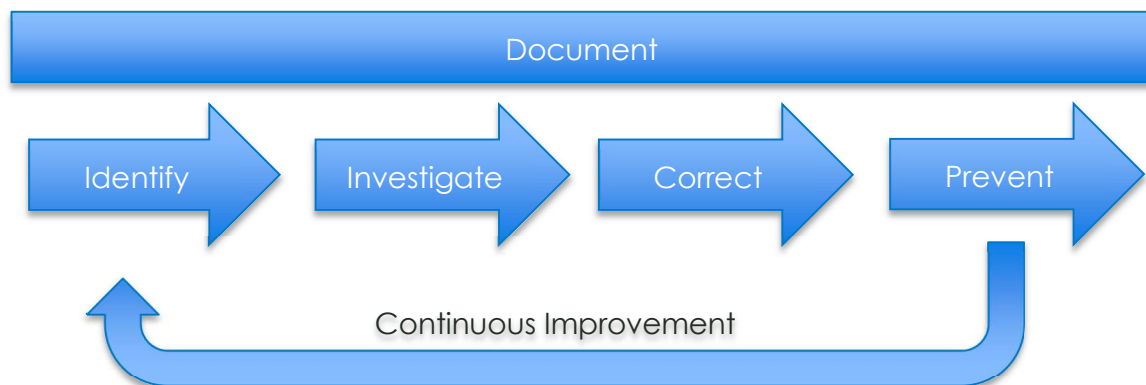 Document
Identify
Investigate
Correct
Prevent
Continuous Improvement